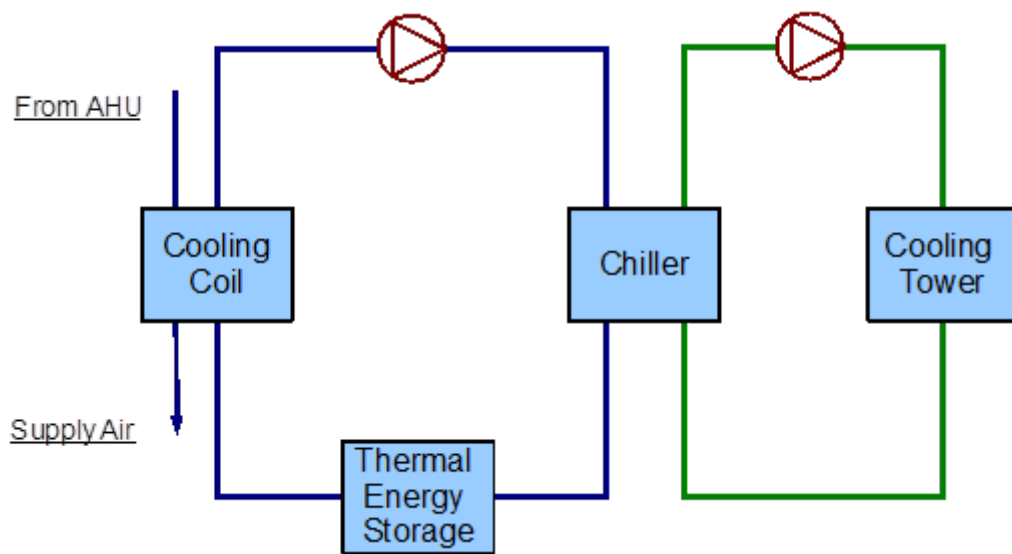 From AHU
Cooling
Coil
Chiller
Cooling
Tower
Supply Air
Thermal
Energy
Storage